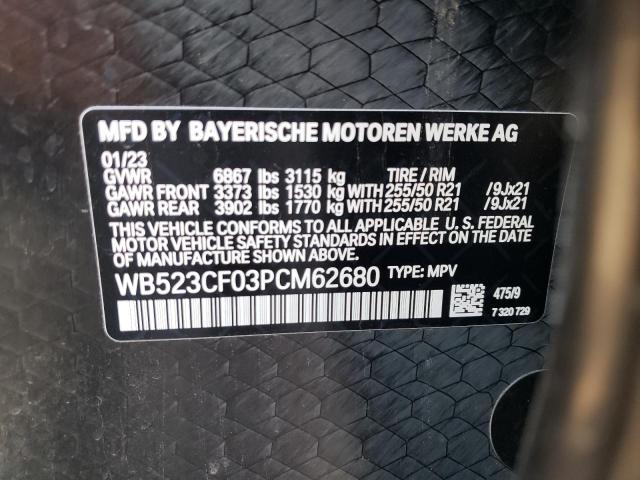 MFD BY BAYERISCHE MOTOREN WERKE AG
01/23
GVWR 6867 lbs 3115 kg TIRE / RIM
GAWR FRONT 3373 lbs 1530 kg WITH 255/50 R21 /9Jx21
GAWR REAR 3902 lbs 1770 kg WITH 255/50 R21 /9Jx21
THIS VEHICLE CONFORMS TO ALL APPLICABLE U. S. FEDERAL
MOTOR VEHICLE SAFETY STANDARDS IN EFFECT ON THE DATE
OF MANUFACTURE SHOWN ABOVE.
WB523CF03PCM62680 TYPE: MPV
475/9
7 320 729